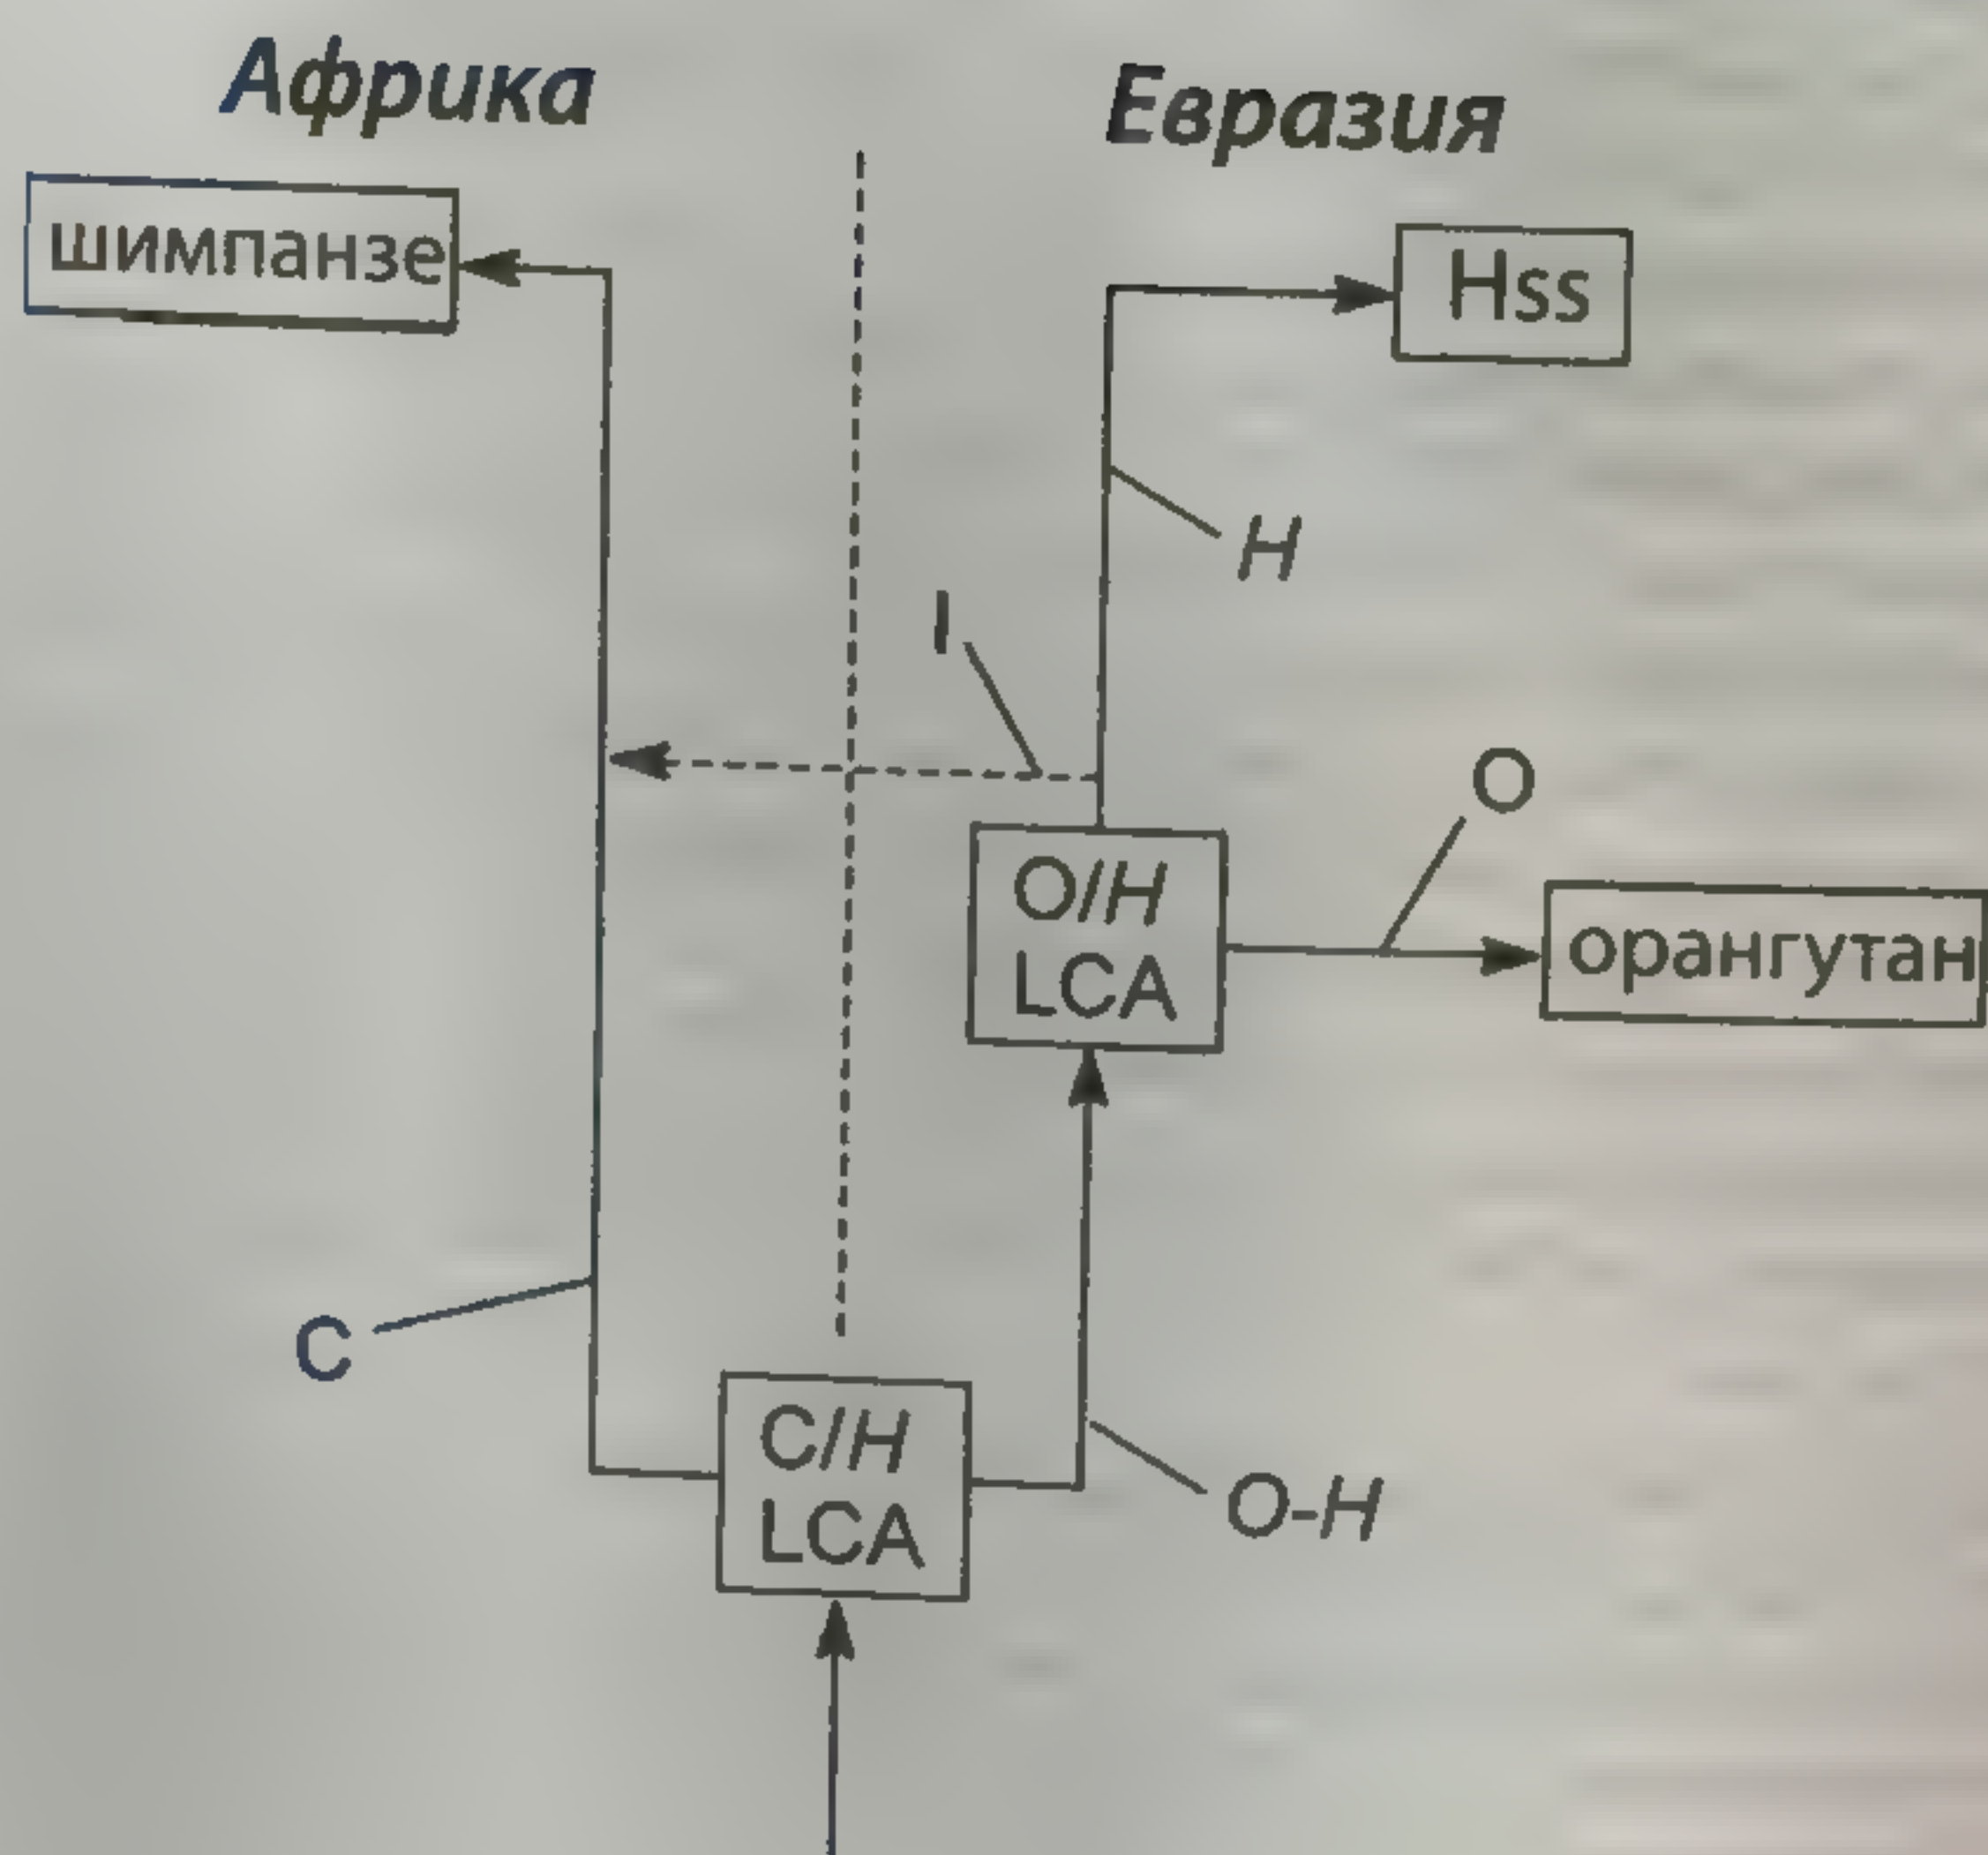 Африка
Евразия
шимпанзе
Hss
H
I
O
O/H
LCA
орангутан
C
C/H
LCA
O-H